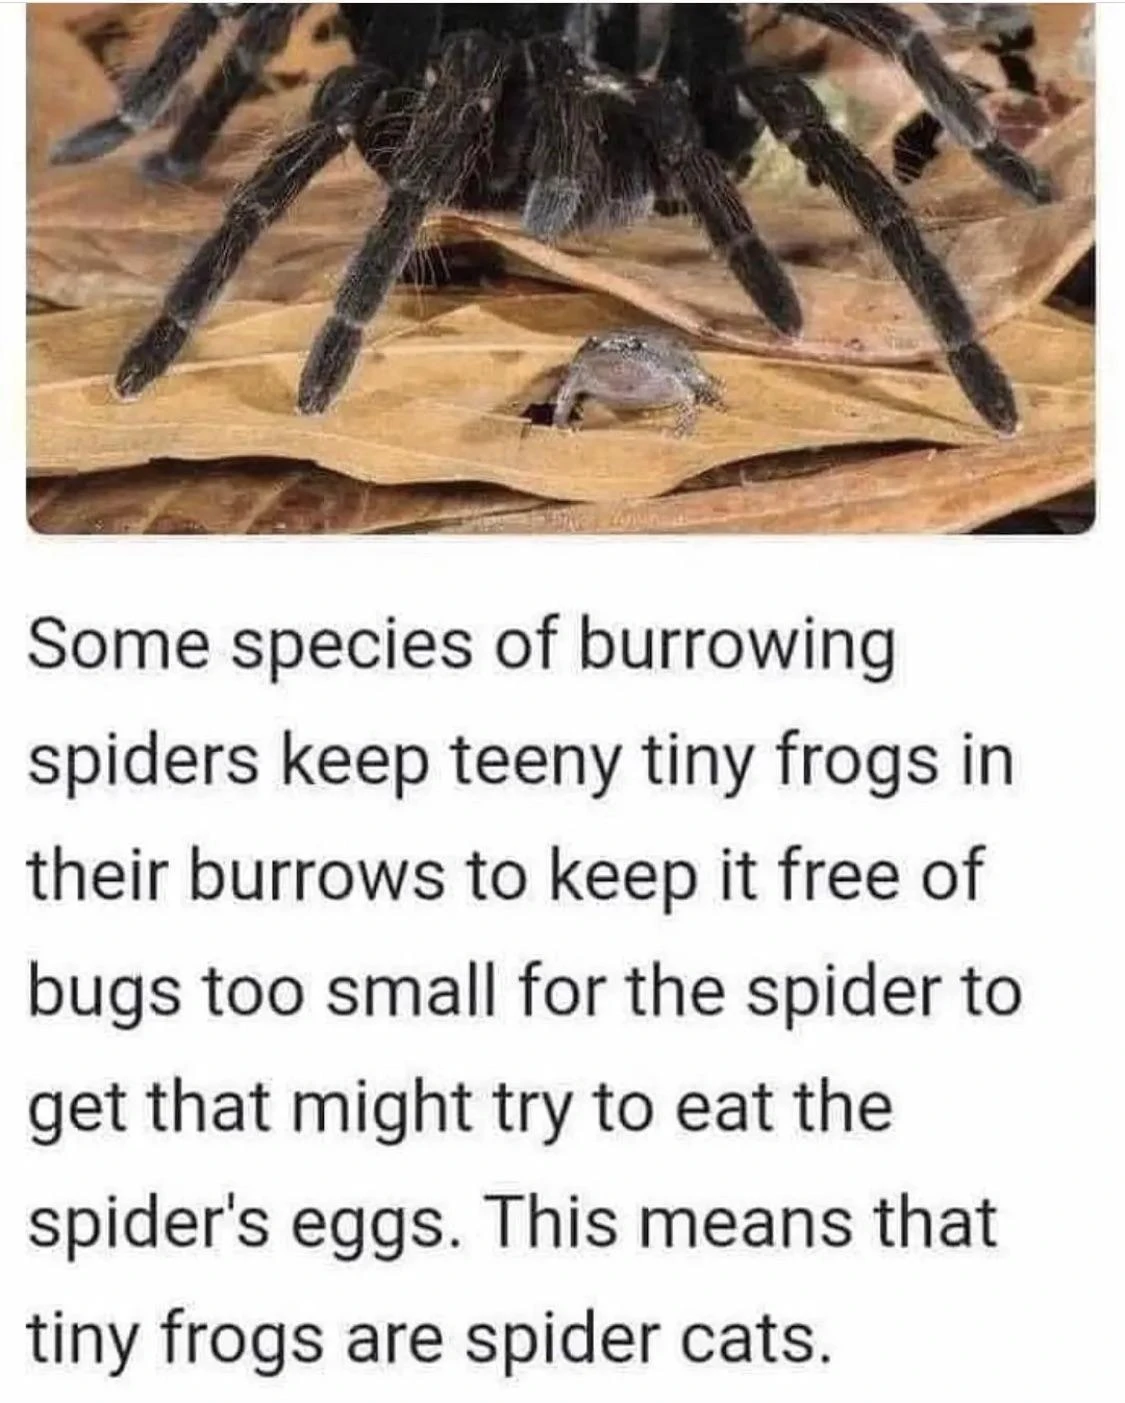 Some species of burrowing
spiders keep teeny tiny frogs in
their burrows to keep it free of
bugs too small for the spider to
get that might try to eat the
spider's eggs. This means that
tiny frogs are spider cats.